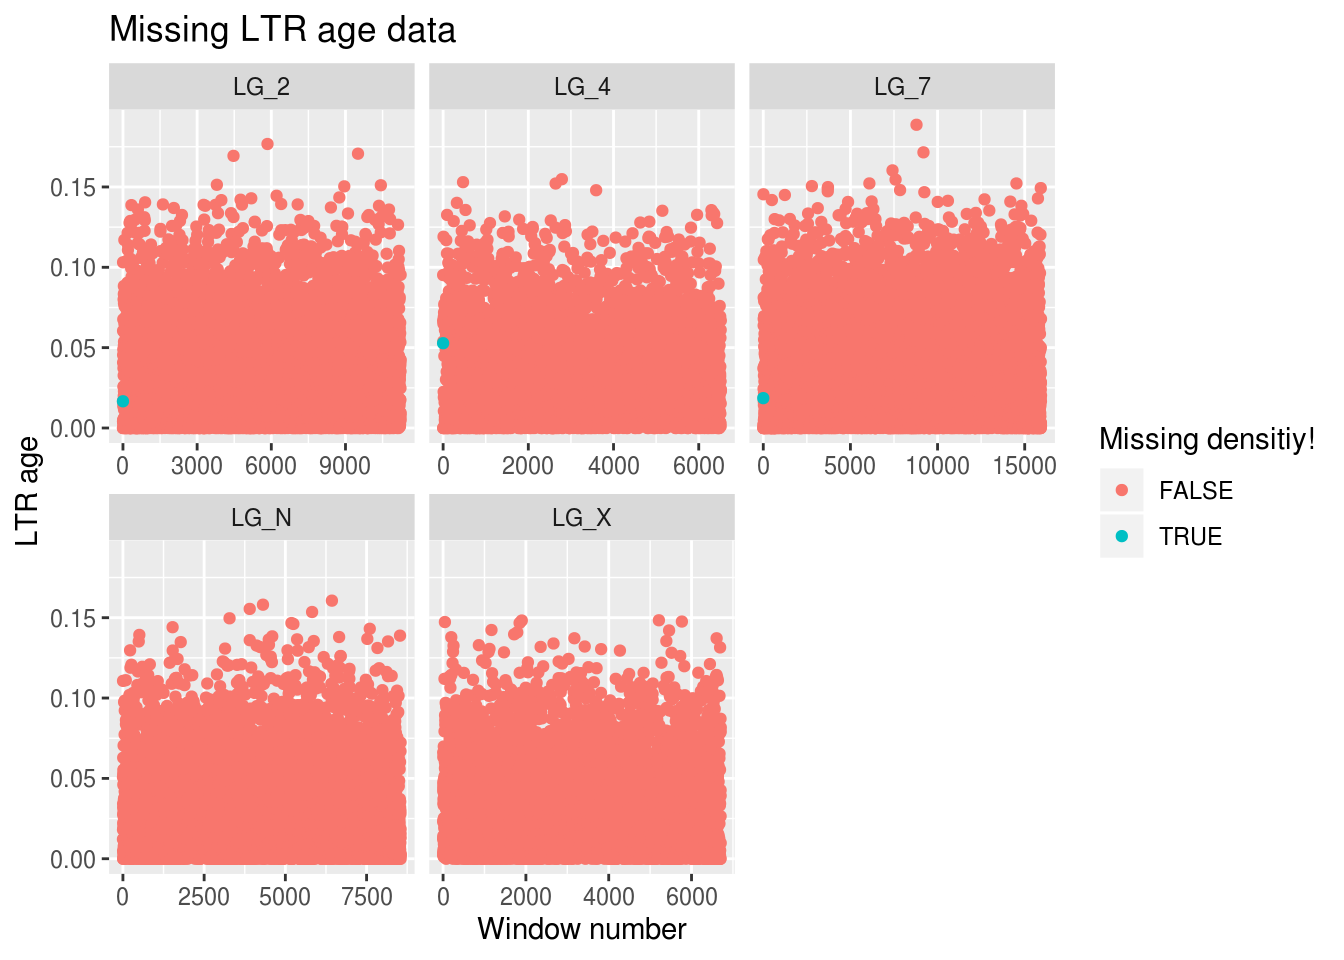 Missing LTR age data
LG_2 LG_4 LG_7
0.15
0.10
0.05
0.00
0 3000 6000 9000 0 2000 4000 6000 0 5000 10000 15000
LG_N LG_X
0.15
0.10
0.05
0.00
0 2500 5000 7500 0 2000 4000 6000
Window number
LTR age
Missing densitiy!
FALSE
TRUE